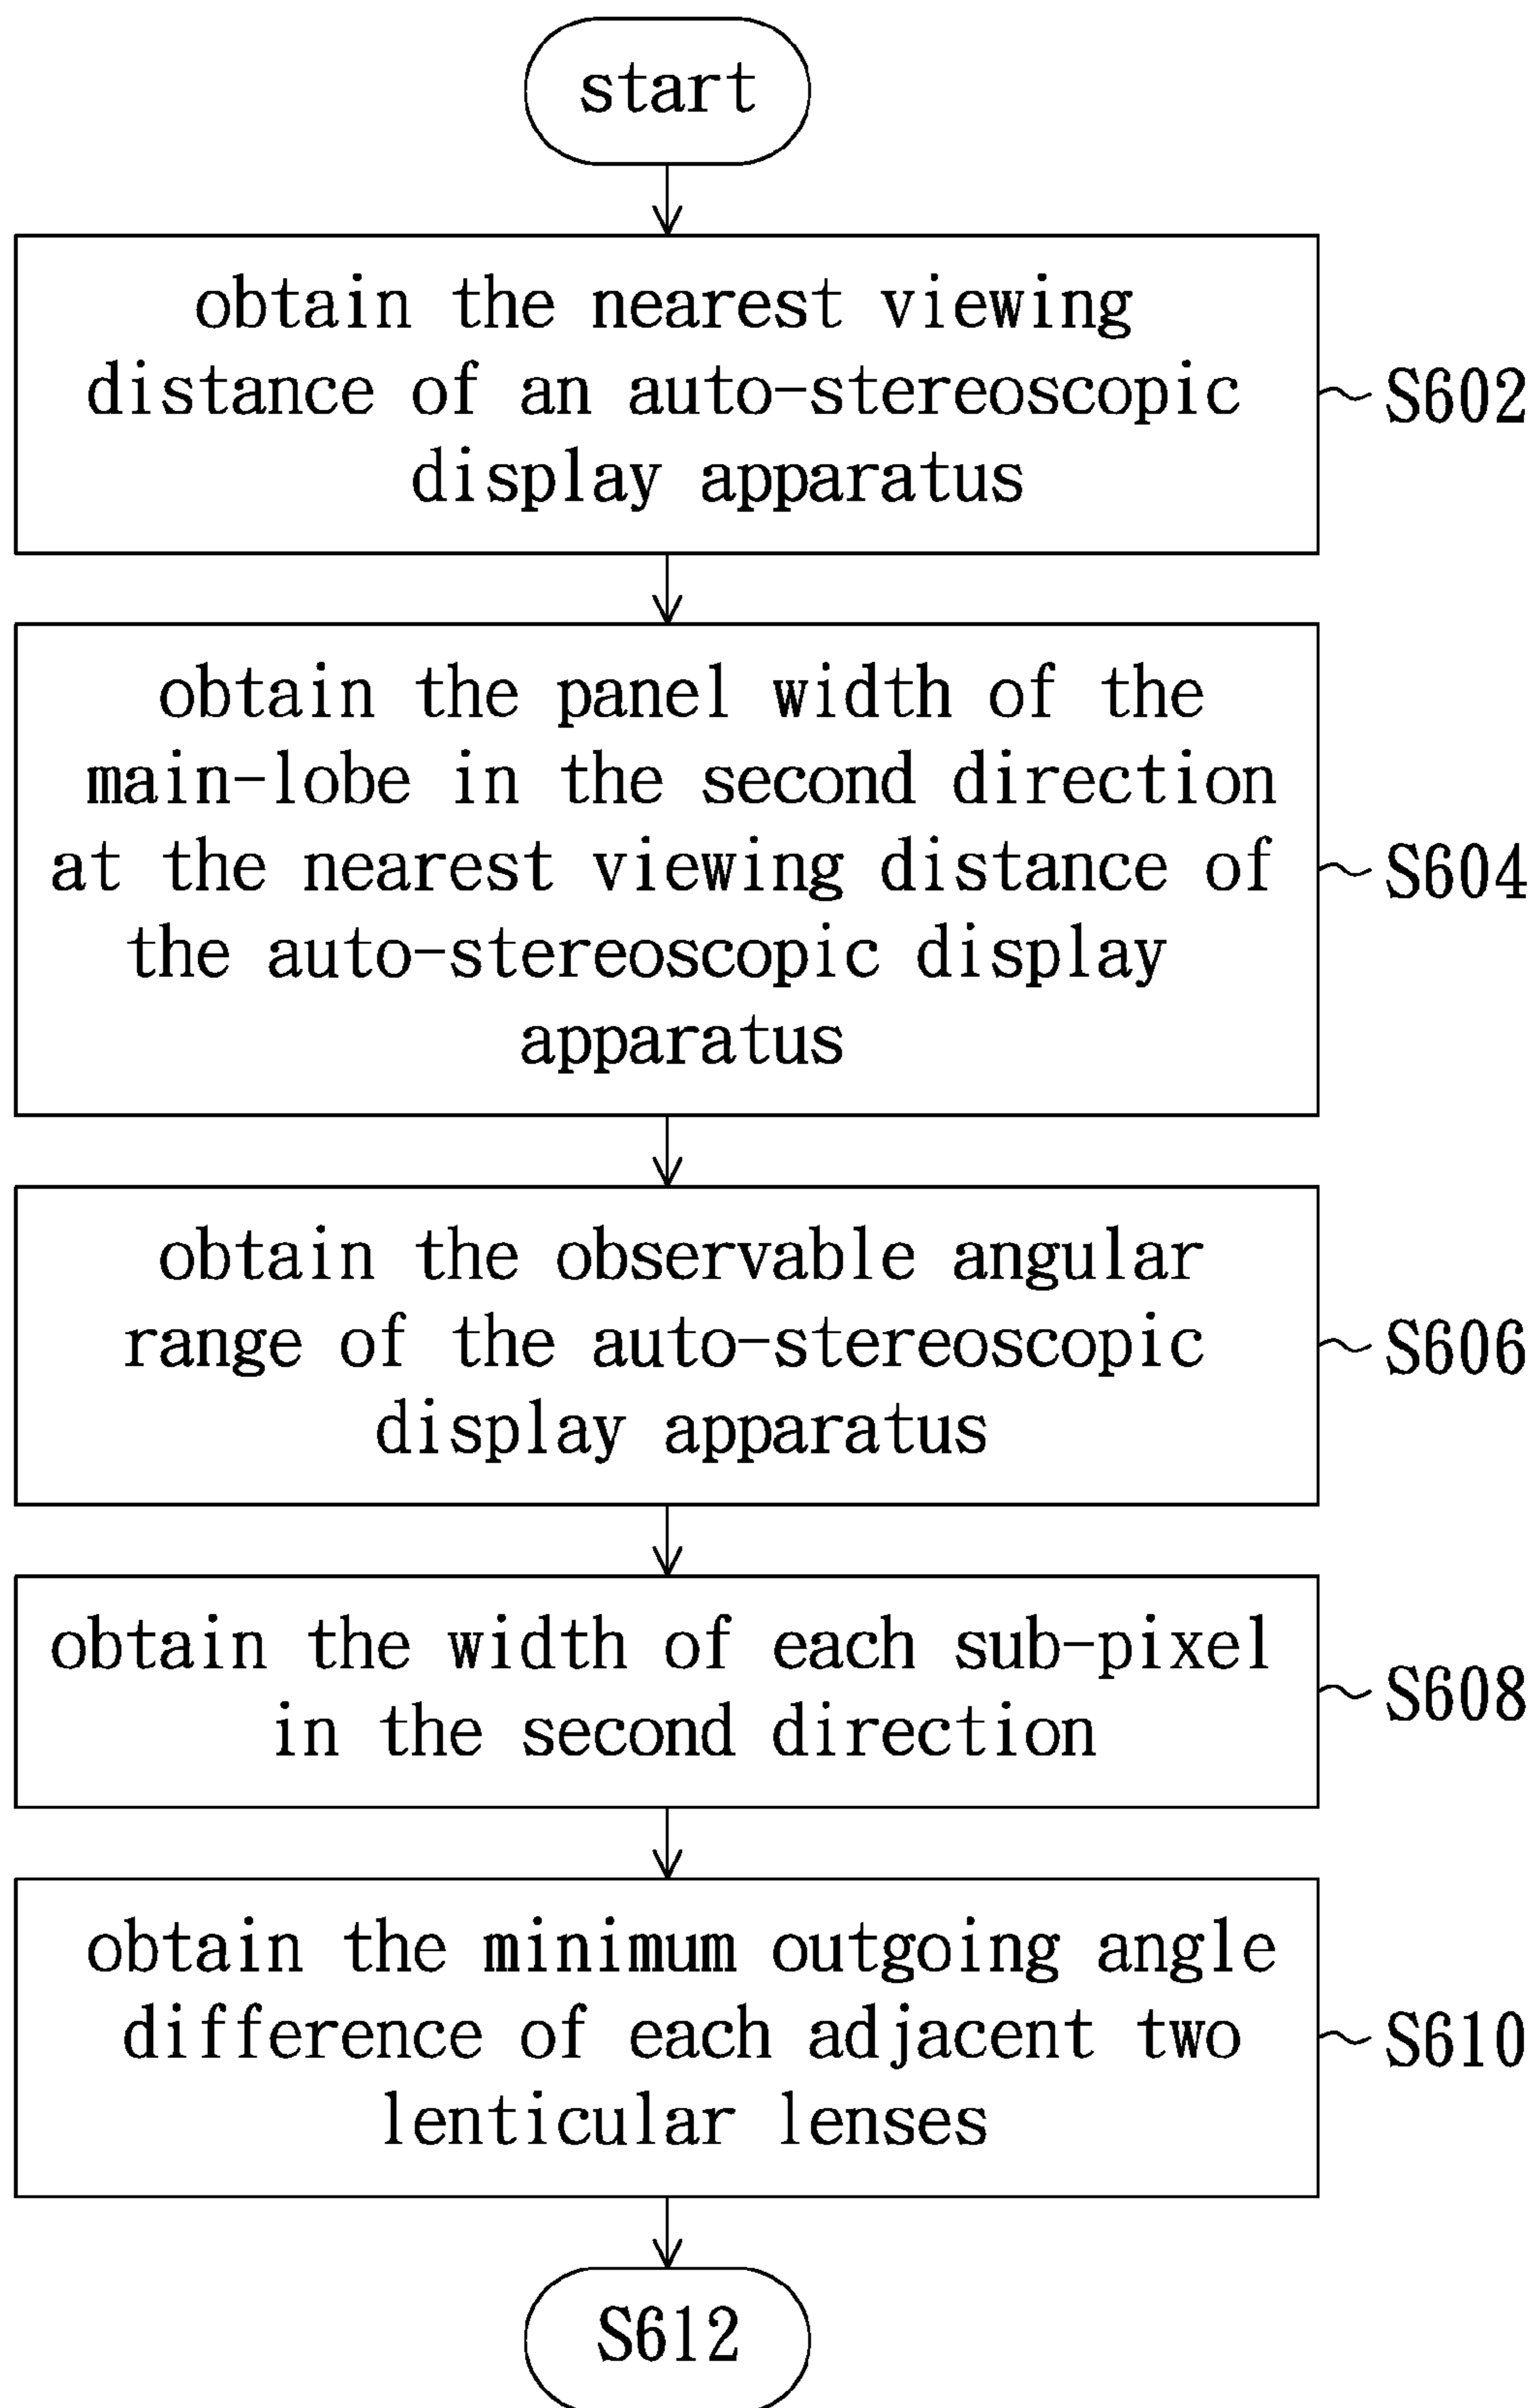 start
obtain the nearest viewing
distance of an auto-stereoscopic
display apparatus
S602
obtain the panel width of the
main-lobe in the second direction
at the nearest viewing distance of
the auto-stereoscopic display
apparatus
S604
obtain the observable angular
range of the auto-stereoscopic
display apparatus
S606
obtain the width of each sub-pixel
in the second direction
S608
obtain the minimum outgoing angle
difference of each adjacent two
lenticular lenses
S610
S612